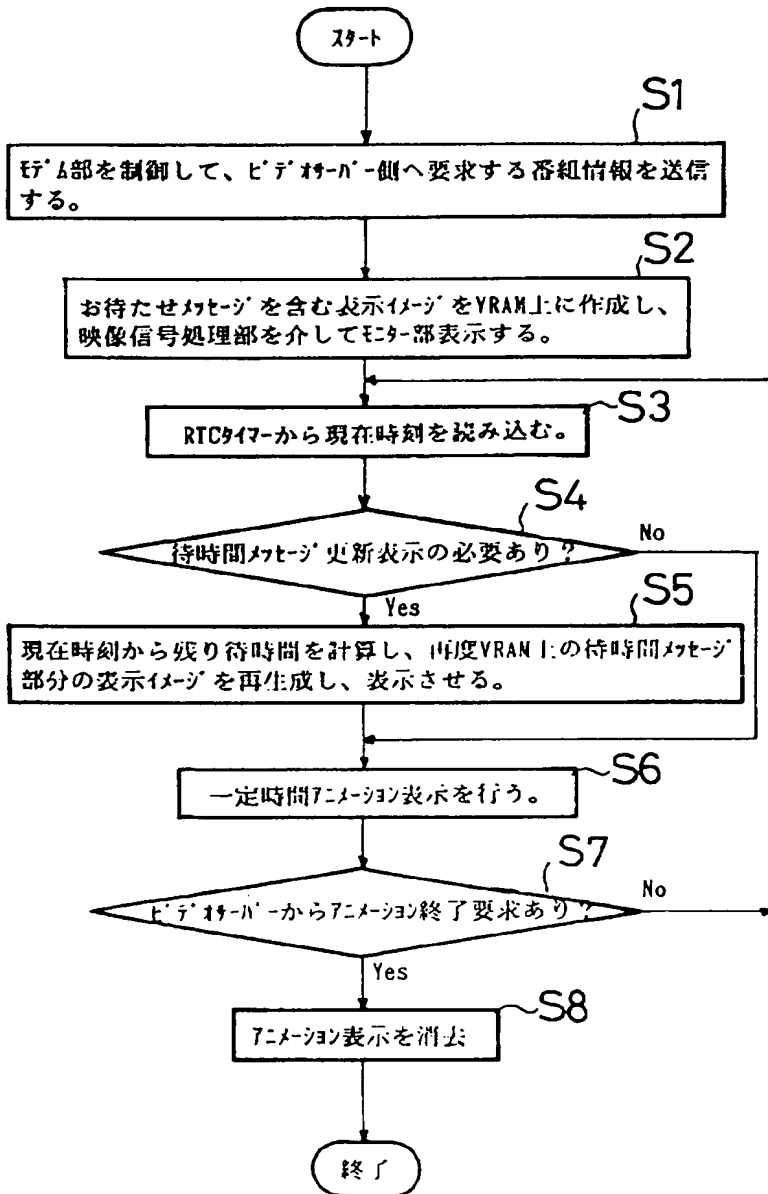 スタート
S1
ﾓﾃﾞﾑ部を制御して、ﾋﾞﾃﾞｵｻｰﾊﾞｰ側へ要求する番組情報を送信
する。
S2
お待たせﾒｯｾｰｼﾞを含む表示ｲﾒｰｼﾞをVRAM上に作成し、
映像信号処理部を介してﾓﾆﾀｰ部表示する。
S3
RTCﾀｲﾏｰから現在時刻を読み込む。
S4
待時間ﾒｯｾｰｼﾞ更新表示の必要あり?
No
Yes
S5
現在時刻から残り待時間を計算し、再度VRAM上の待時間ﾒｯｾｰｼﾞ
部分の表示ｲﾒｰｼﾞを再生成し、表示させる。
S6
一定時間ｱﾆﾒｰｼｮﾝ表示を行う。
S7
ﾋﾞﾃﾞｵｻｰﾊﾞｰからｱﾆﾒｰｼｮﾝ終了要求あり?
No
Yes
S8
ｱﾆﾒｰｼｮﾝ表示を消去
終了